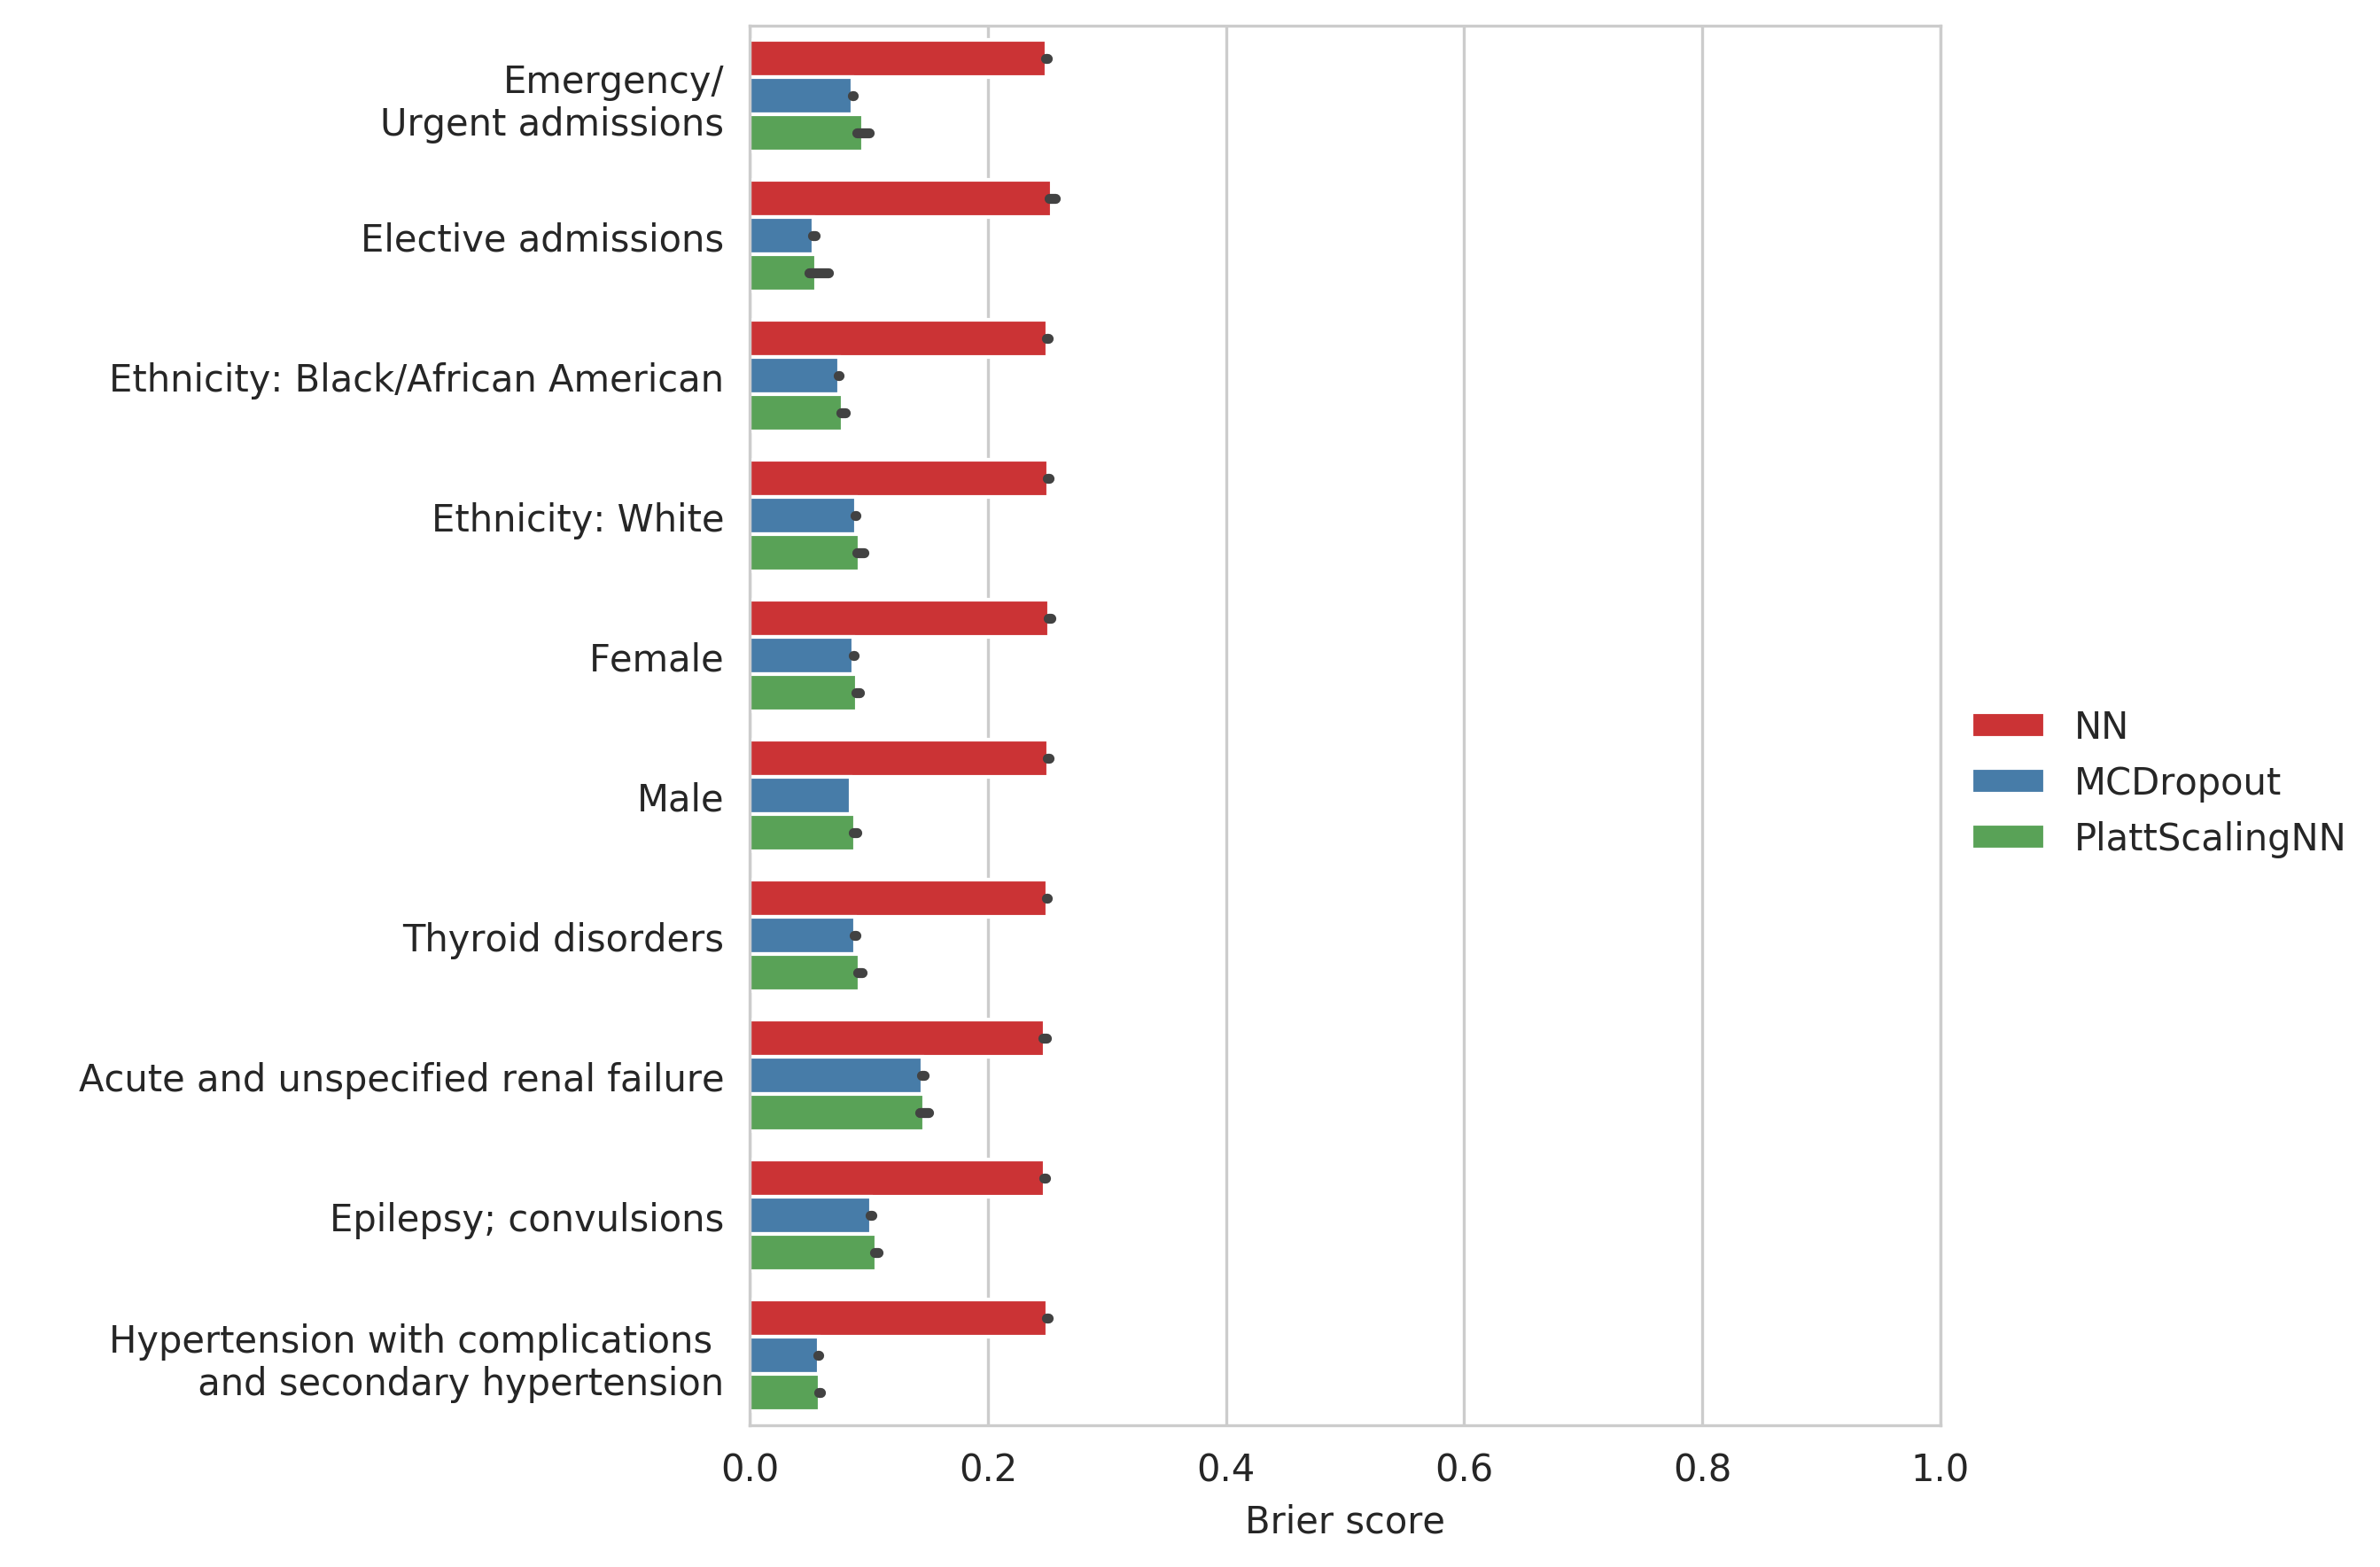 Emergency/
Urgent admissions
Elective admissions
Ethnicity: Black/African American
Ethnicity: White
Female
Male
Thyroid disorders
Acute and unspecified renal failure
Epilepsy; convulsions
Hypertension with complications
and secondary hypertension
0.0 0.2 0.4 0.6 0.8 1.0
Brier score
NN
MCDropout
PlattScalingNN